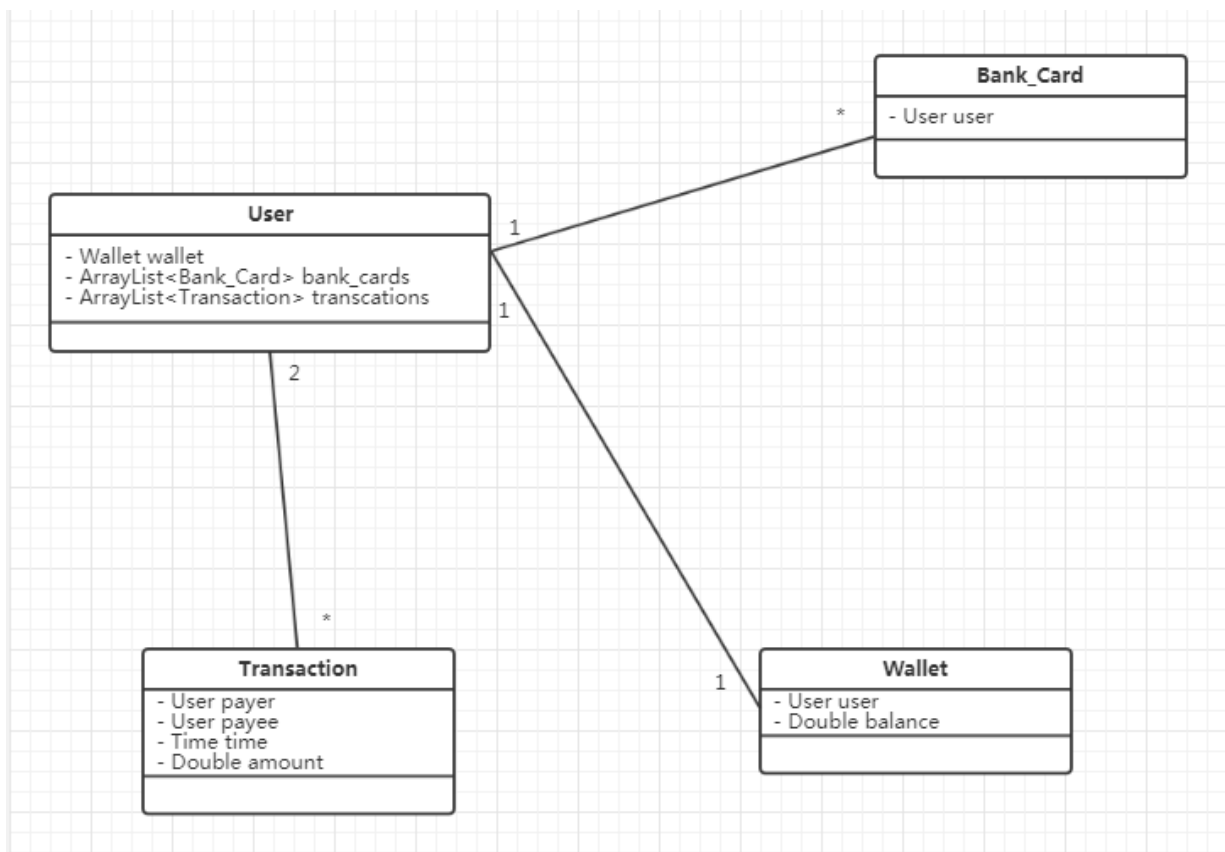 Bank_Card
- User user
*
User
- Wallet wallet
- ArrayList<Bank_Card> bank_cards
- ArrayList<Transaction> transcations
1
1
2
*
Transaction
- User payer
- User payee
- Time time
- Double amount
1
Wallet
- User user
- Double balance